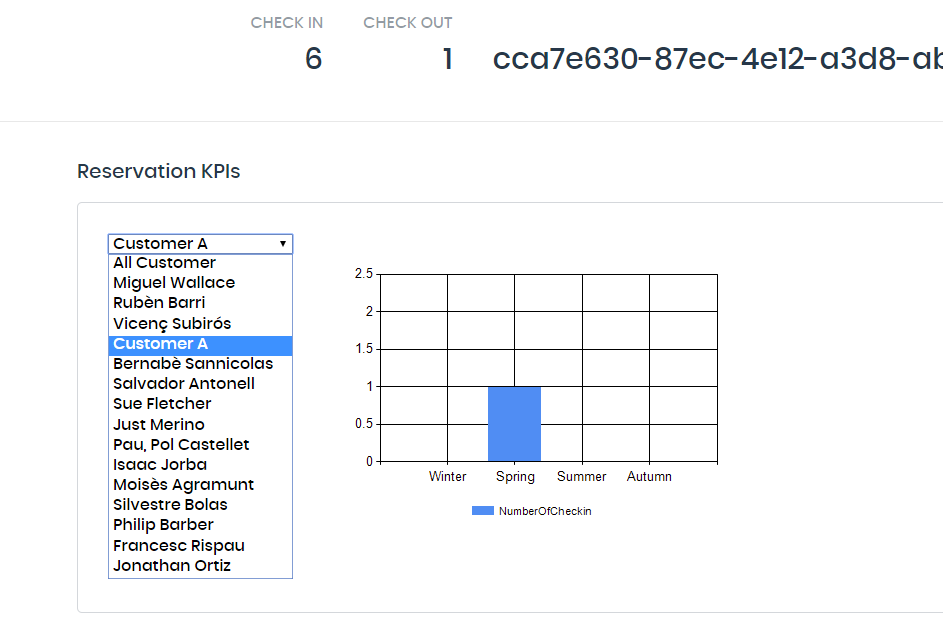 CHECK IN
CHECK OUT
6
1
cca7e630-87ec-4e12-a3d8-ab
Reservation KPIs
Customer A
All Customer
Miguel Wallace
Rubèn Barri
Vicenç Subirós
Customer A
Bernabè Sannicolas
Salvador Antonell
Sue Fletcher
Just Merino
Pau, Pol Castellet
Isaac Jorba
Moisès Agramunt
Silvestre Bolas
Philip Barber
Francesc Rispau
Jonathan Ortiz
2.5
2
1.5
1
0.5
0
Winter Spring Summer Autumn
NumberOfCheckin